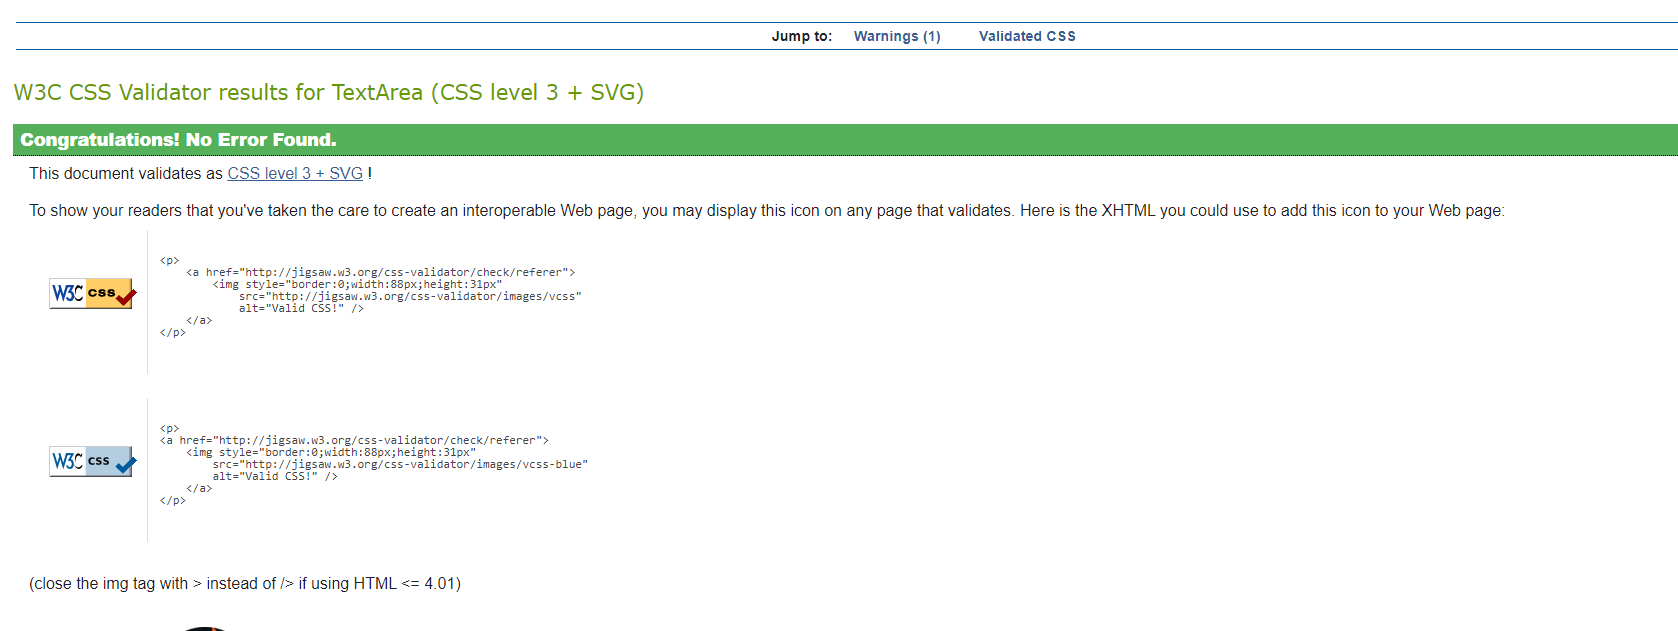 Jump to: Warnings (1) Validated CSS
W3C CSS Validator results for TextArea (CSS level 3 + SVG)
Congratulations! No Error Found.
This document validates as CSS level 3 + SVG !
To show your readers that you've taken the care to create an interoperable Web page, you may display this icon on any page that validates. Here is the XHTML you could use to add this icon to your Web page:
W3C css
<p>
<a href="http://jigsaw.w3.org/css-validator/check/referer">
<img style="border:0;width:88px;height:31px"
src="http://jigsaw.w3.org/css-validator/images/vcss"
alt="Valid CSS!" />
</a>
</p>
W3C css
<p>
<a href="http://jigsaw.w3.org/css-validator/check/referer">
<img style="border:0;width:88px;height:31px"
src="http://jigsaw.w3.org/css-validator/images/vcss-blue"
alt="Valid CSS!" />
</a>
</p>
(close the img tag with > instead of /> if using HTML <= 4.01)